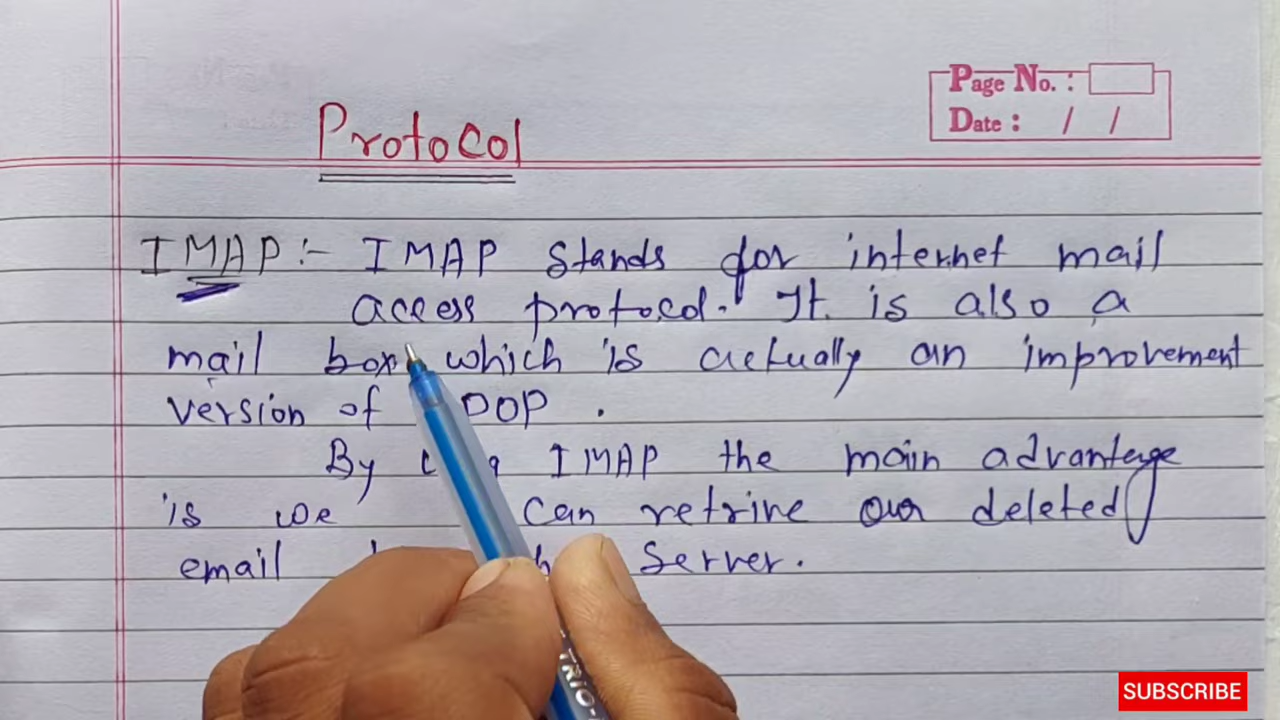 Page No. :
Date : / /
Protocol
IMAP :- IMAP stands for internet mail
access protocol. It is also a
mail box which is actually an improvement
version of POP .
By IMAP the main advantage
is we can retrive our deleted
email server.
TRIO
SUBSCRIBE